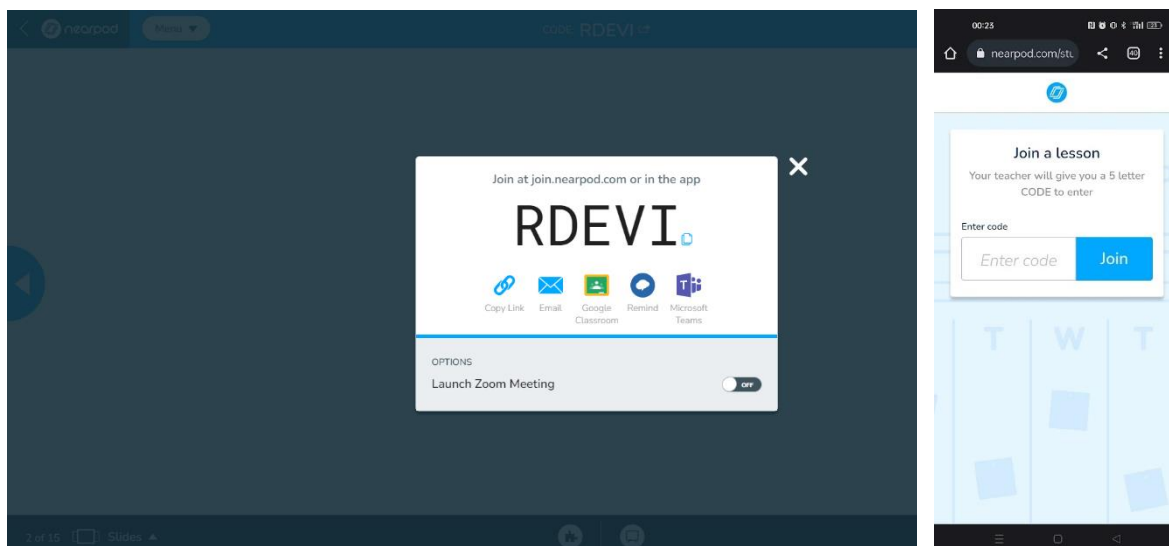 nearpod
Menu
CODE RDEVI
Join at join.nearpod.com or in the app
RDEVI
Copy Link Email Google Classroom Remind Microsoft Teams
OPTIONS
Launch Zoom Meeting
OFF
2 of 15 Slides
00:23
40
nearpod.com/stu
Join a lesson
Your teacher will give you a 5 letter
CODE to enter
Enter code
Enter code Join
T W T